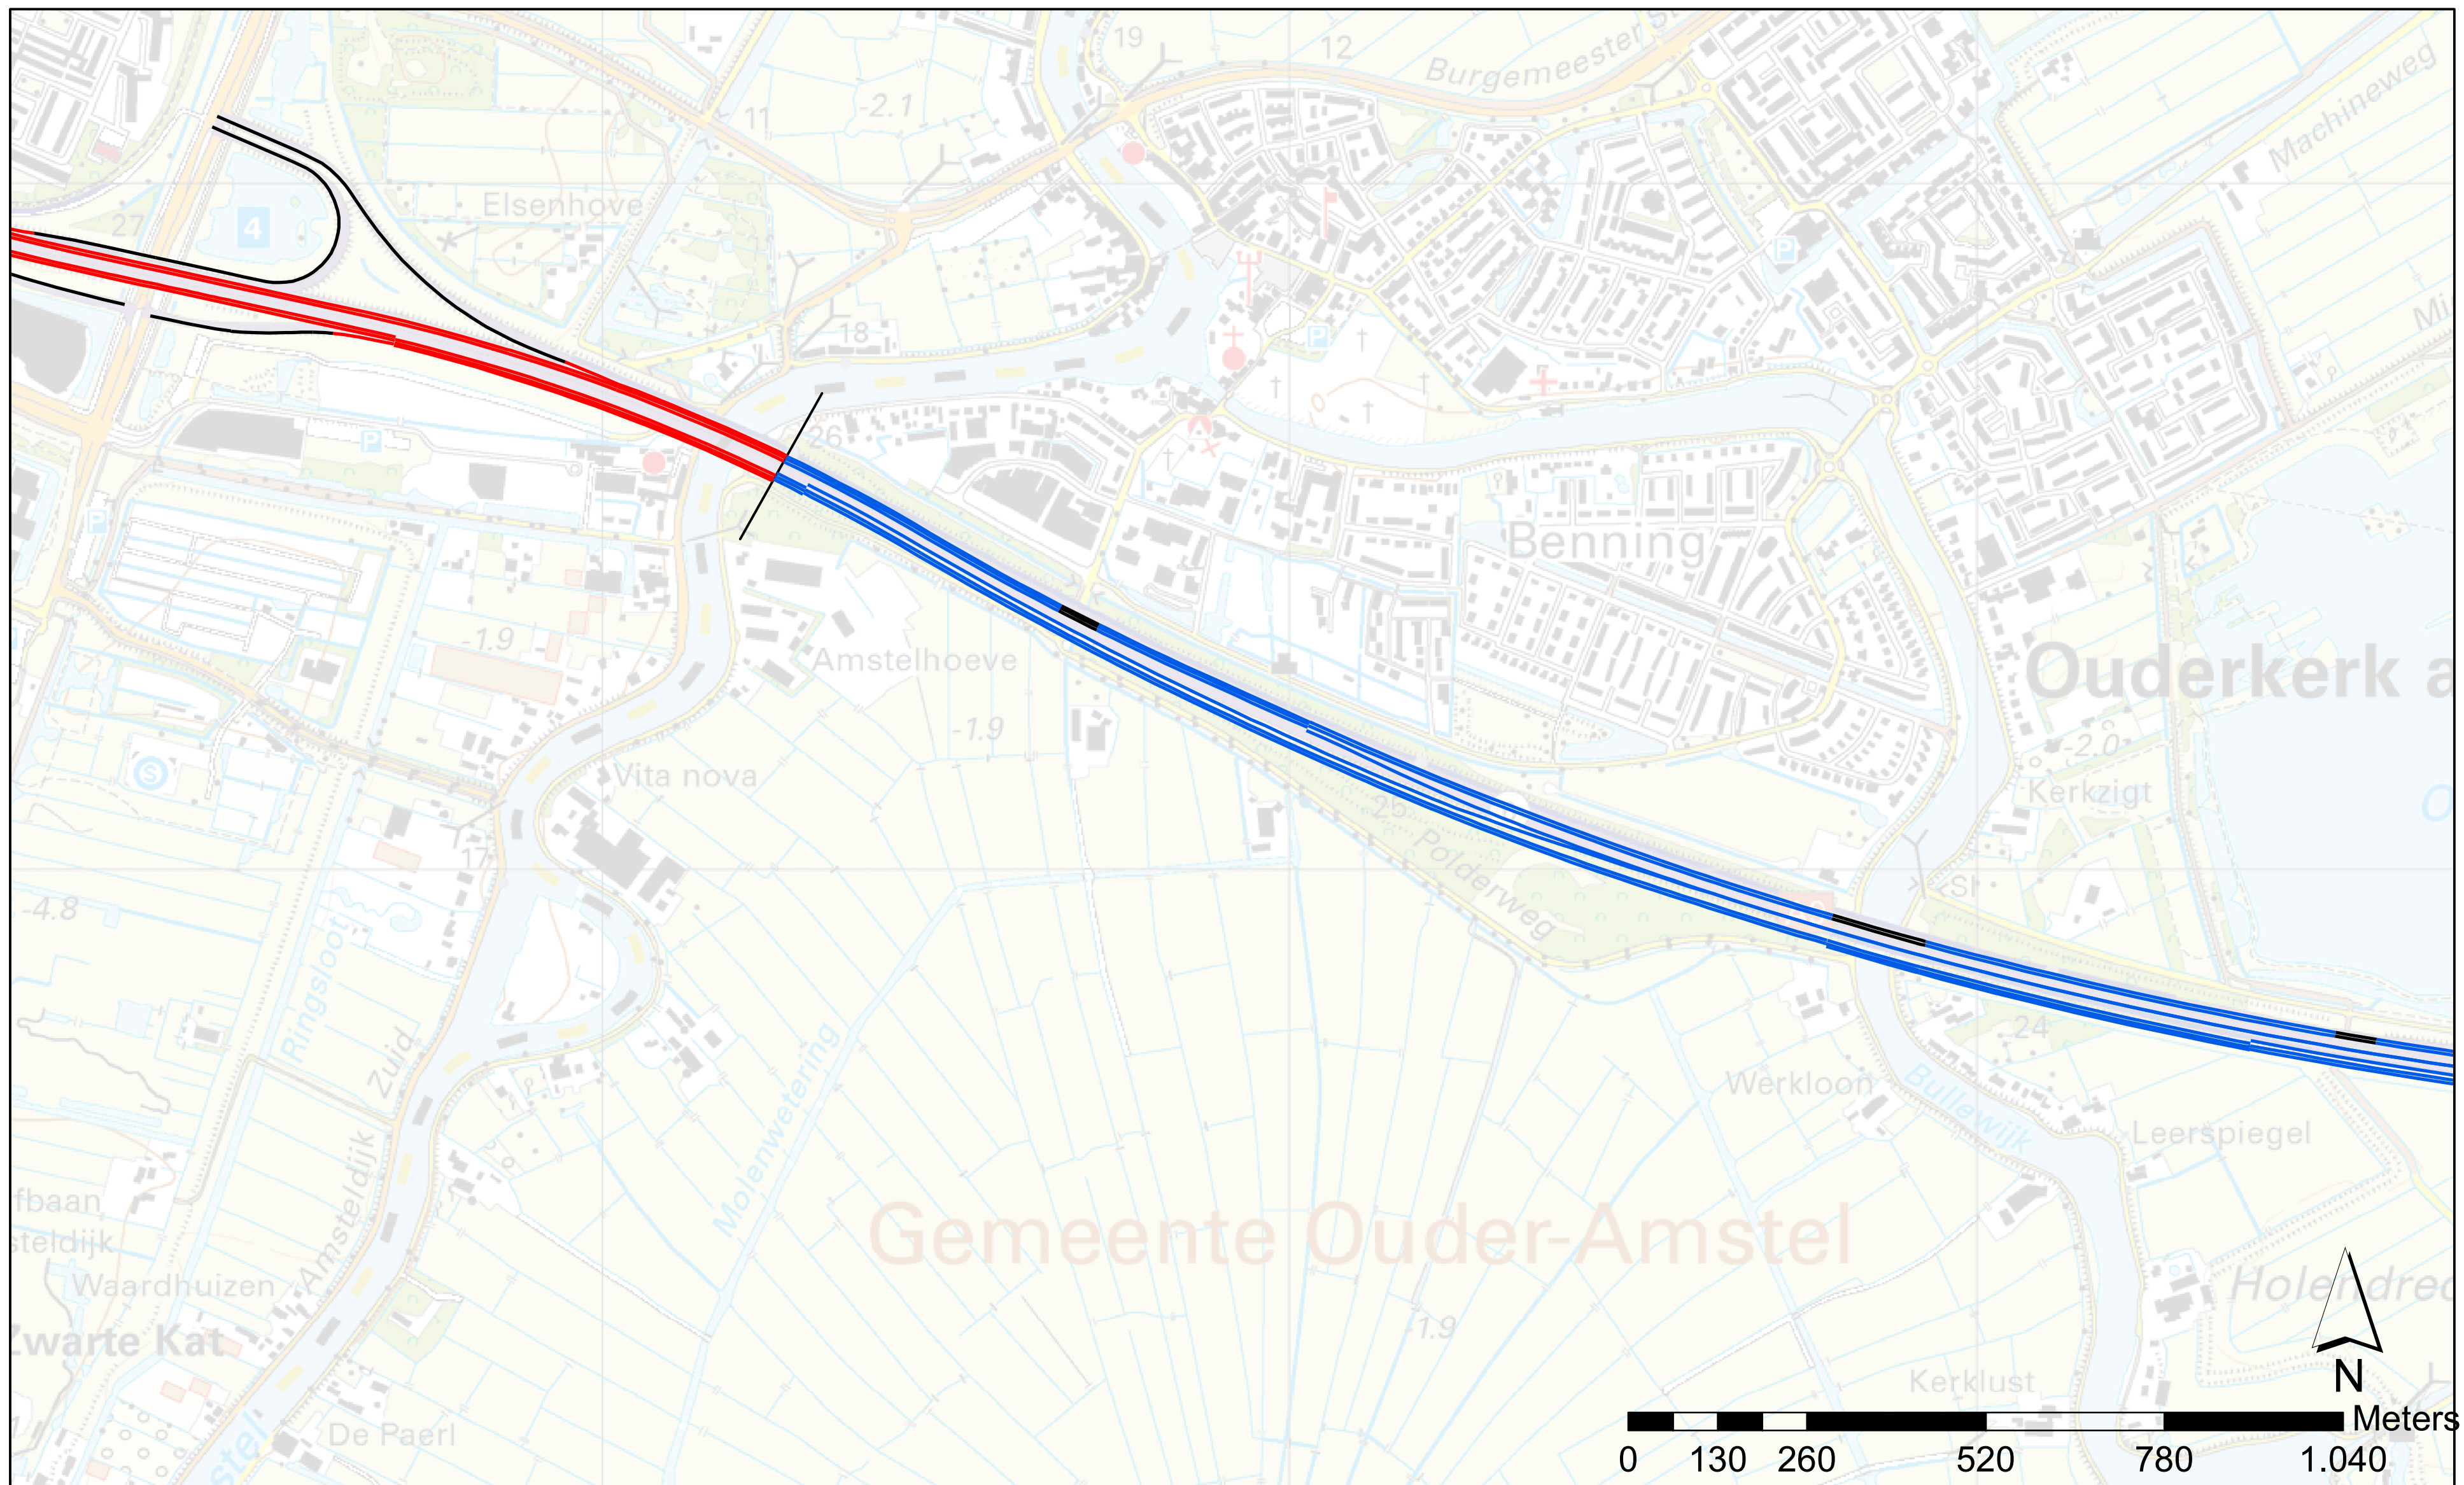 19
12
Burgemeester
Machineweg
11
-2.1
Elsenhove
27
4
P
18
26
P
P
P
Benning
Ouderkerk a
-1.9
Amstelhoeve
-1.9
-2.0
Vita nova
S
Kerkzigt
25
Polderweg
17
-4.8
Sl
Ringsloot
24
Zuid
Molenwetering
Werkloon
Bullewijk
Leerspiegel
Amsteldijk
fbaan
steldijk
Gemeente Ouder-Amstel
Waardhuizen
Holendrec
Zwarte Kat
-1.9
N
Kerklust
De Paerl
stel
Meters
0 130 260 520 780 1.040